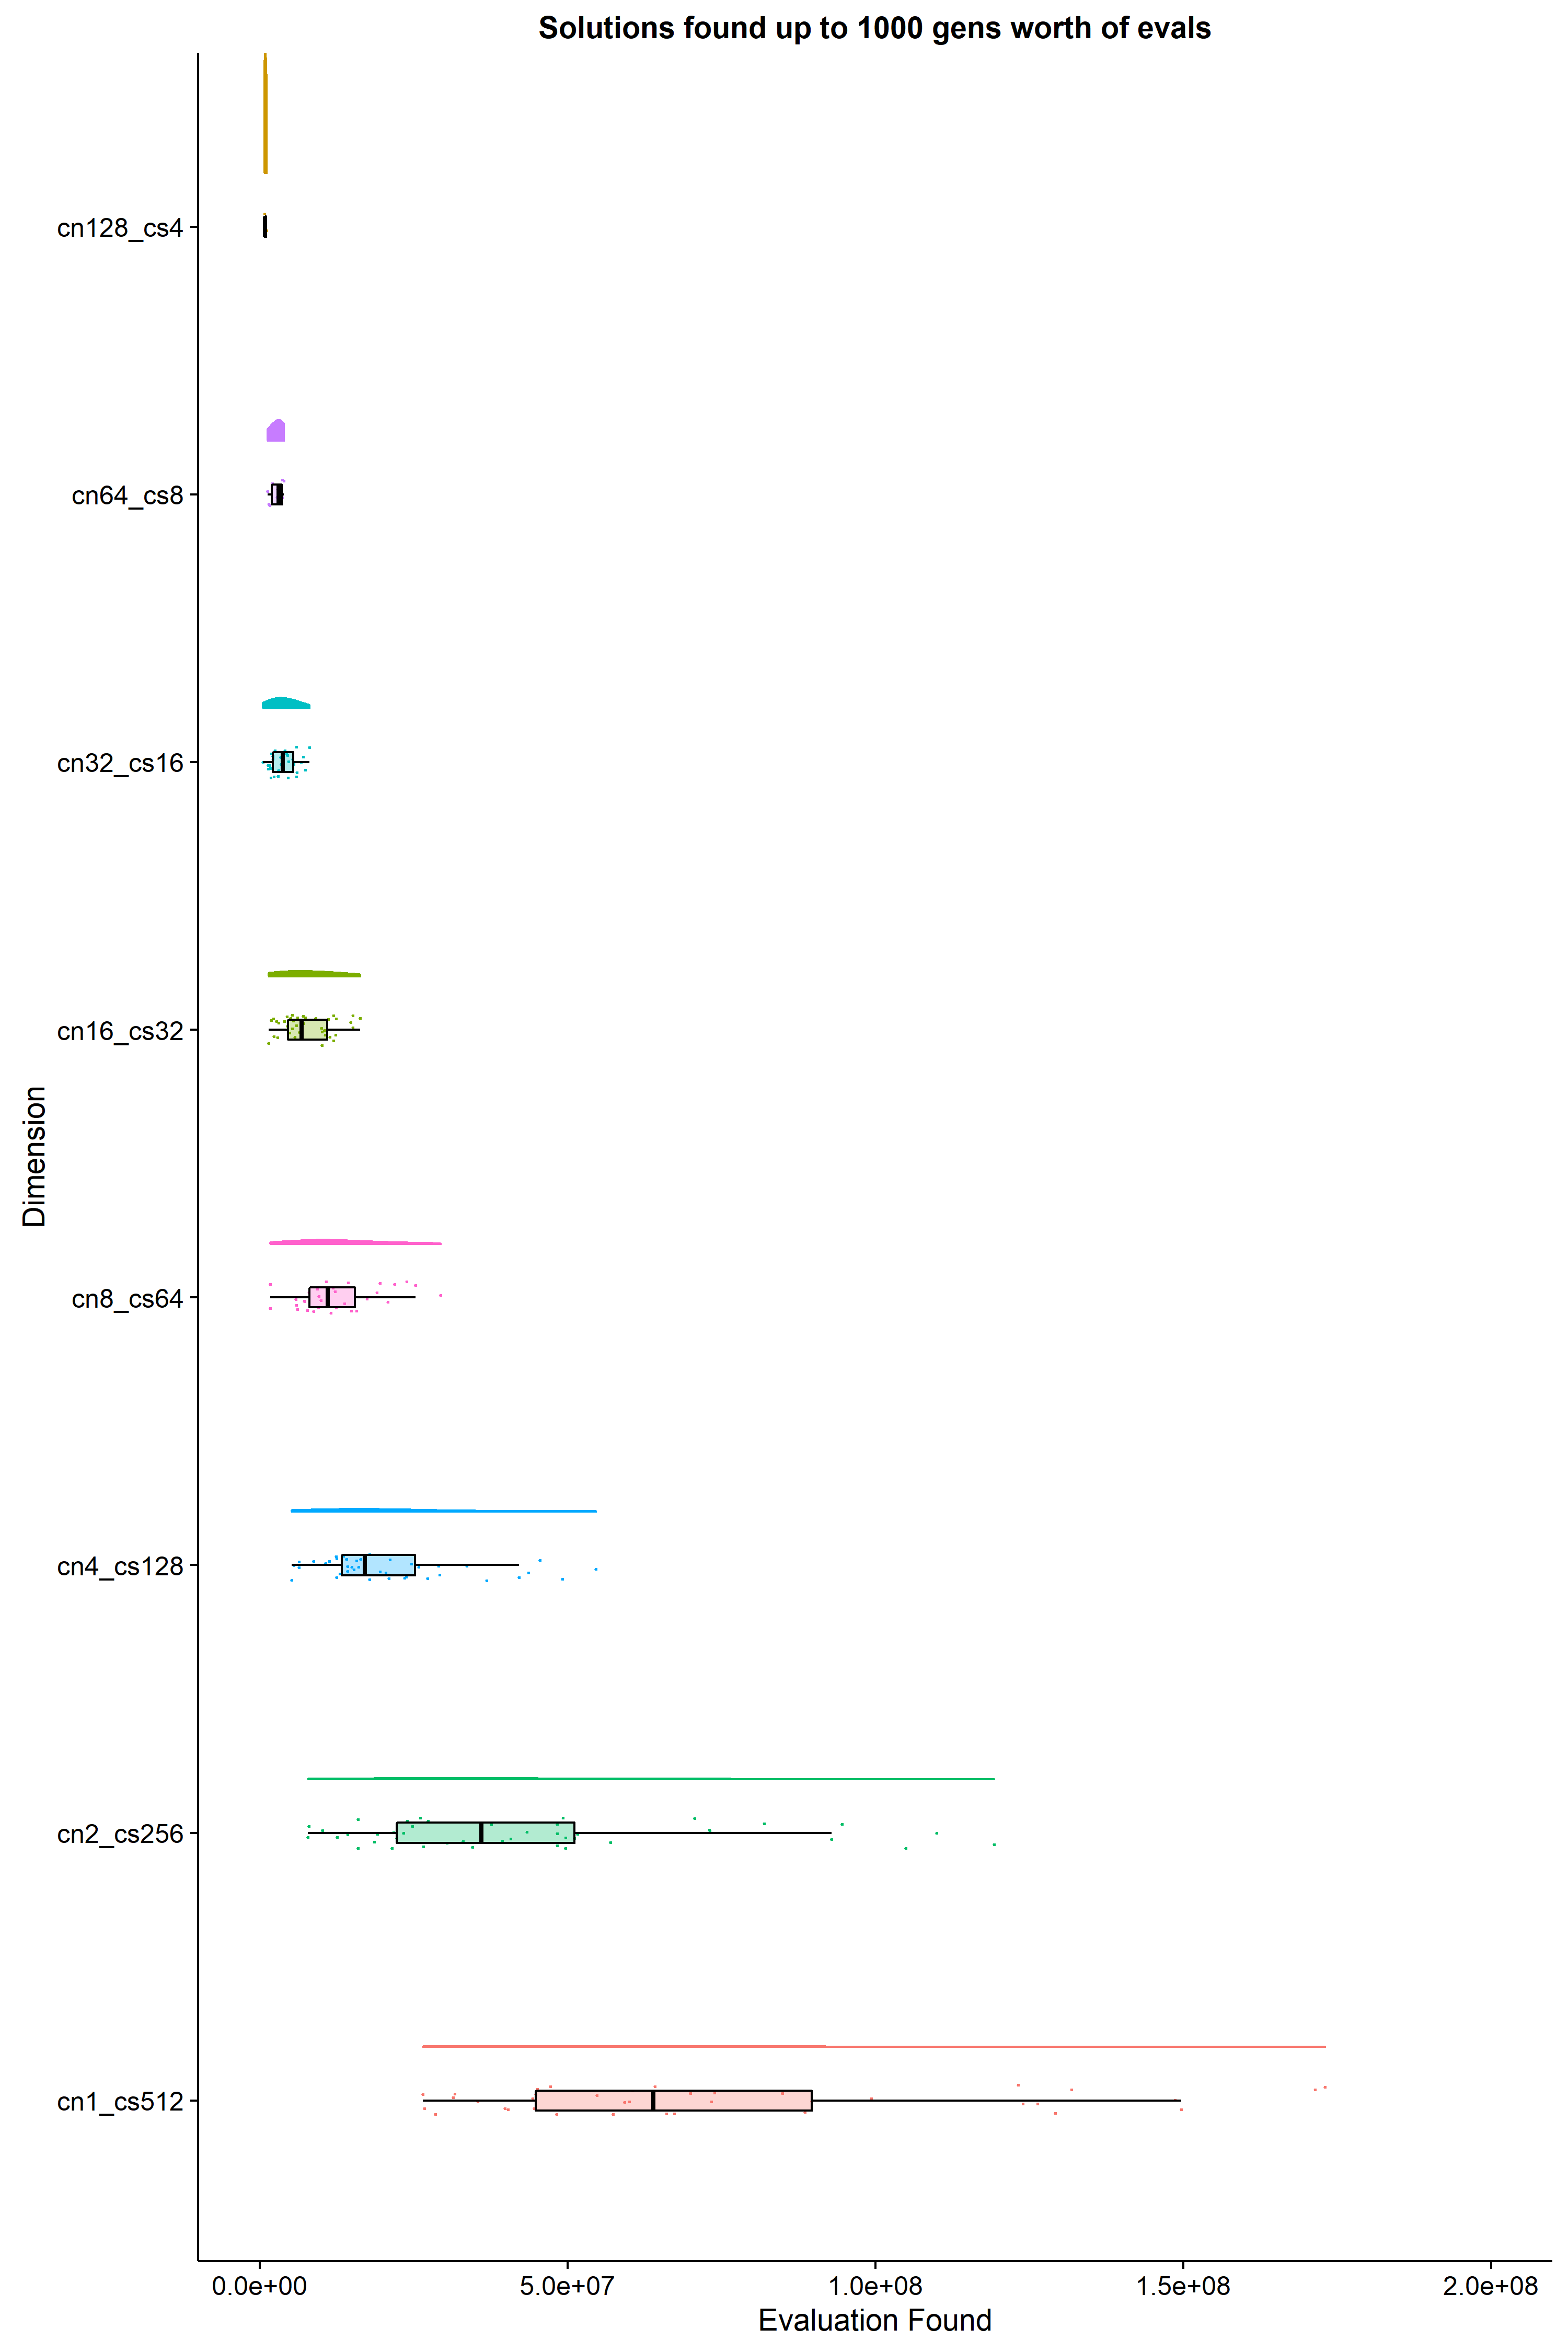 Solutions found up to 1000 gens worth of evals
cn128_cs4
cn64_cs8
cn32_cs16
cn16_cs32
Dimension
cn8_cs64
cn4_cs128
cn2_cs256
cn1_cs512
0.0e+00 5.0e+07 1.0e+08 1.5e+08 2.0e+08
Evaluation Found